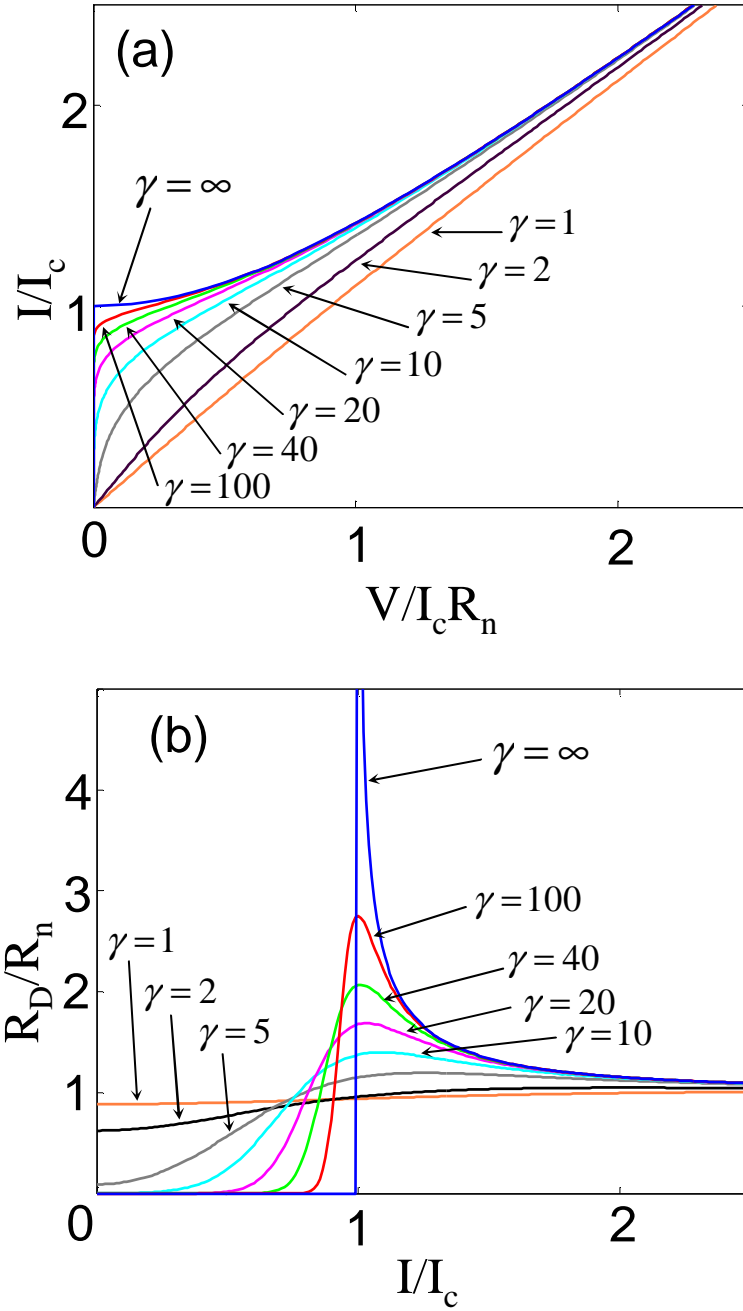 (a)
2
γ = ∞
γ = 1
γ = 2
I/I_c
1
γ = 5
γ = 10
γ = 20
γ = 40
γ = 100
0 1 2
V/I_cR_n
(b)
γ = ∞
4
3
γ = 100
R_D/R_n
γ = 1
γ = 40
2
γ = 2
γ = 20
γ = 5
γ = 10
1
0 1 2
I/I_c